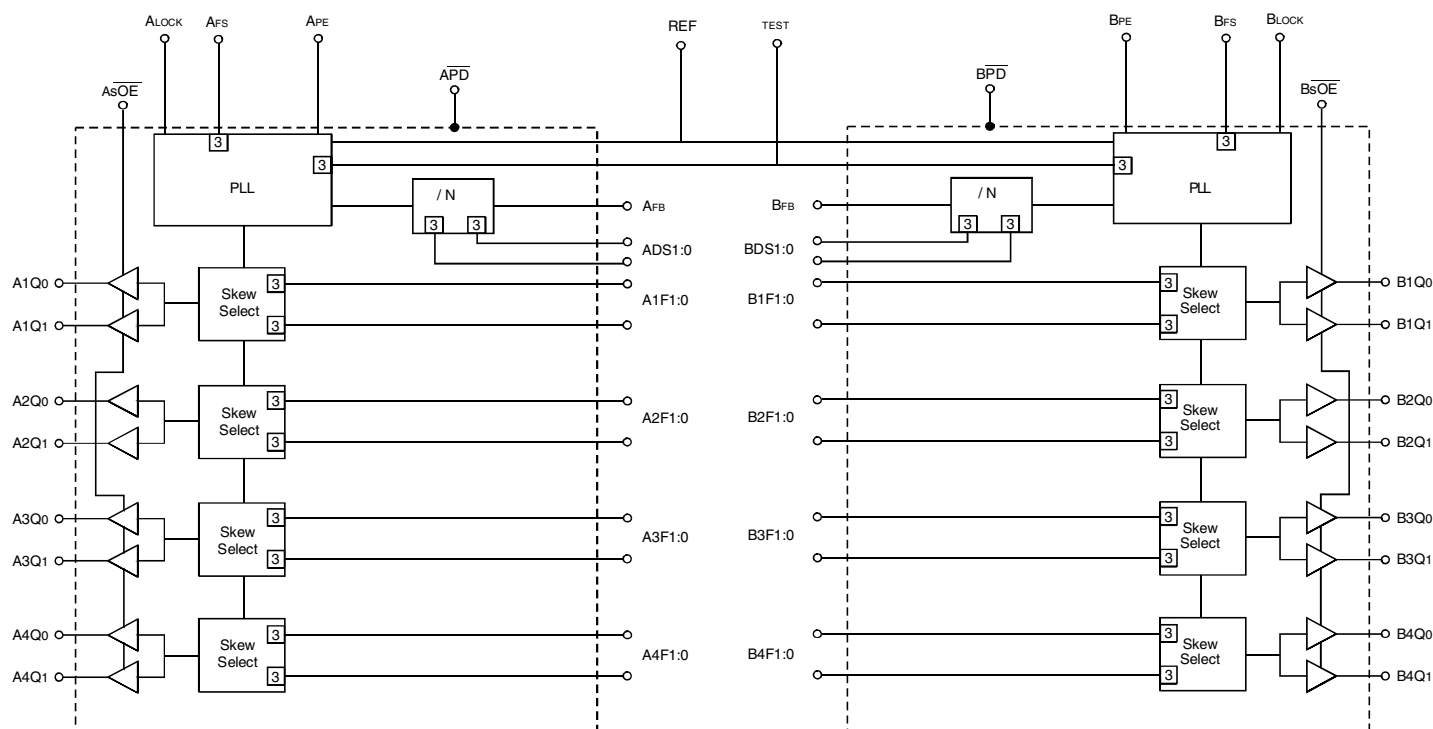 ALOCK AFS APE REF TEST BPE BFS BLOCK
AsOE APD BPD BsOE
3 3
3 3
PLL / N / N PLL
AFB BFB
3 3 3 3
ADS1:0 BDS1:0
A1Q0 3 3 B1Q0
Skew Select A1F1:0 B1F1:0 Skew Select
A1Q1 3 3 B1Q1
A2Q0 3 3 B2Q0
Skew Select A2F1:0 B2F1:0 Skew Select
A2Q1 3 3 B2Q1
A3Q0 3 3 B3Q0
Skew Select A3F1:0 B3F1:0 Skew Select
A3Q1 3 3 B3Q1
A4Q0 3 3 B4Q0
Skew Select A4F1:0 B4F1:0 Skew Select
A4Q1 3 3 B4Q1